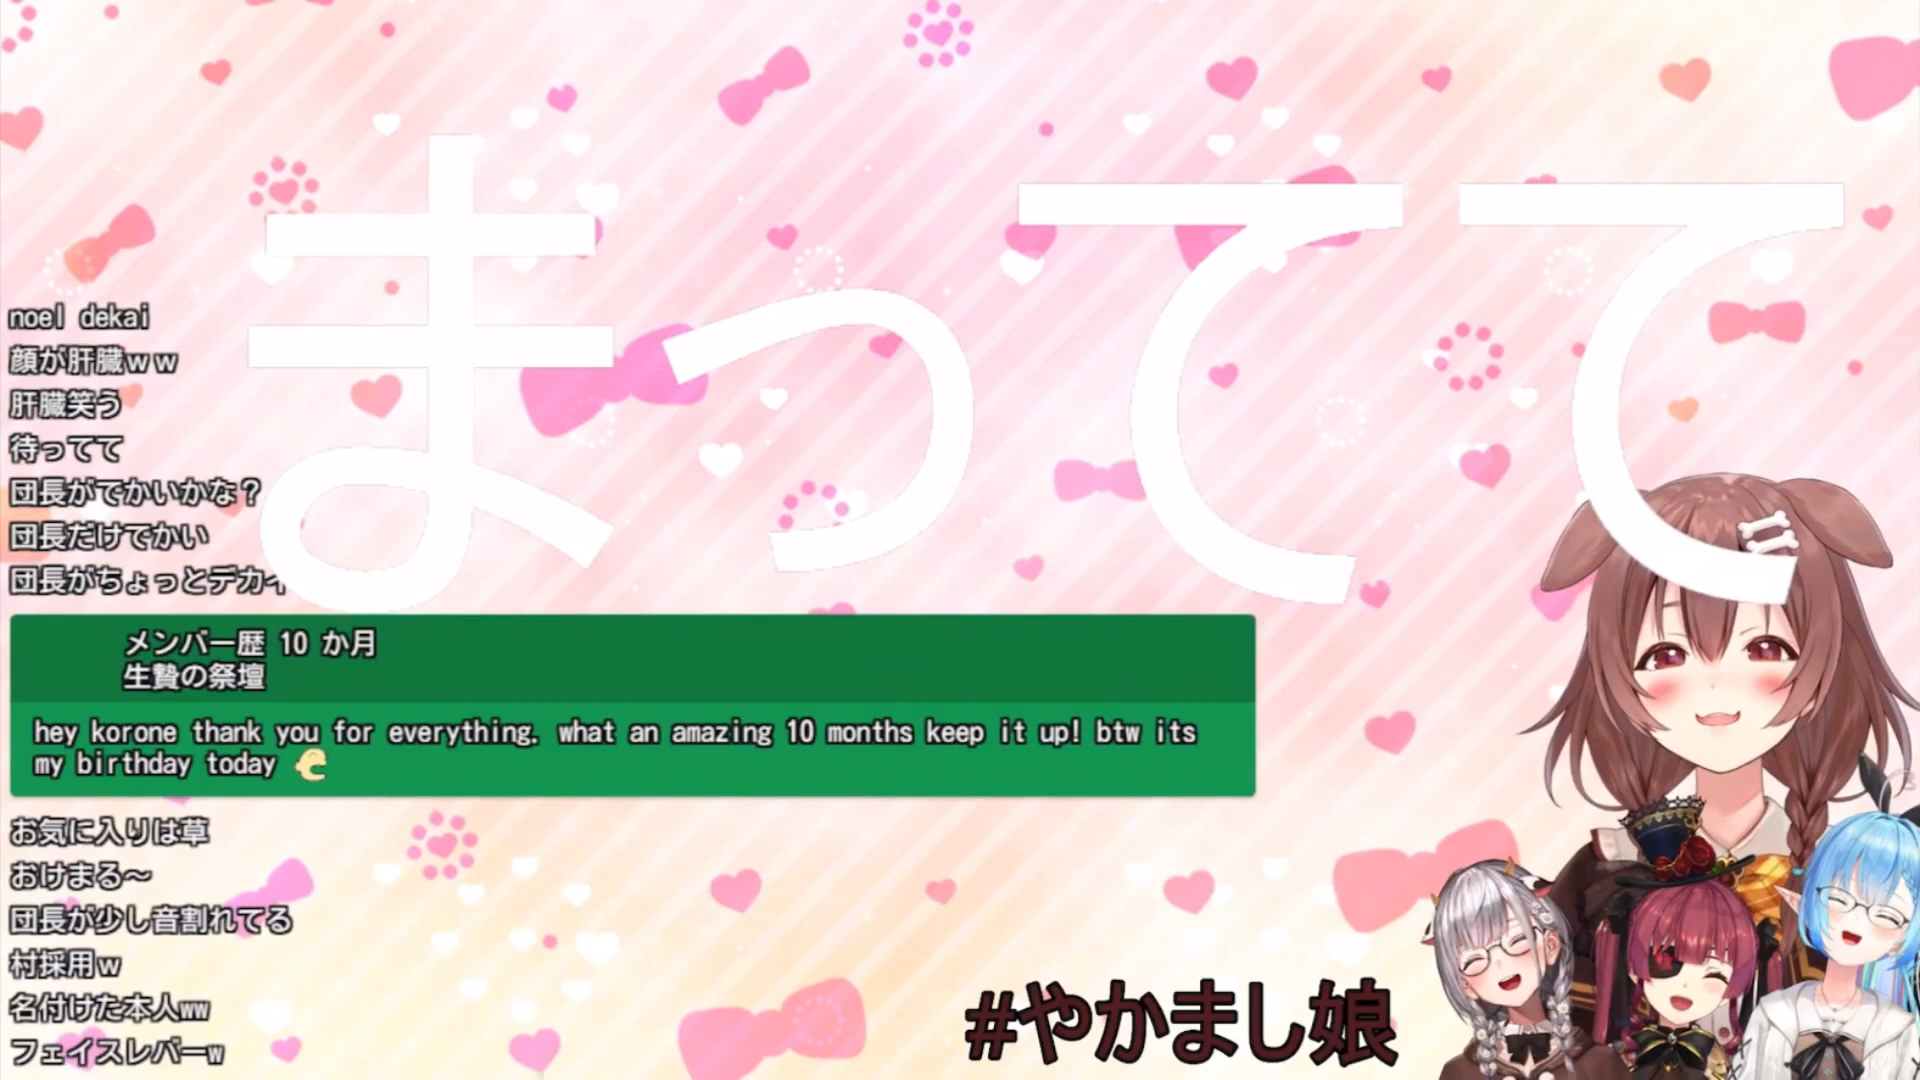 まってて
noel dekai
顔が肝臓ｗｗ
肝臓笑う
待ってて
団長がでかいかな？
団長だけでかい
団長がちょっとデカイ
メンバー歴 10 か月
生贄の祭壇
hey korone thank you for everything. what an amazing 10 months keep it up! btw its
my birthday today
お気に入りは草
おけまる～
団長が少し音割れてる
村採用ｗ
名付けた本人ww
フェイスレバーw
#やかまし娘